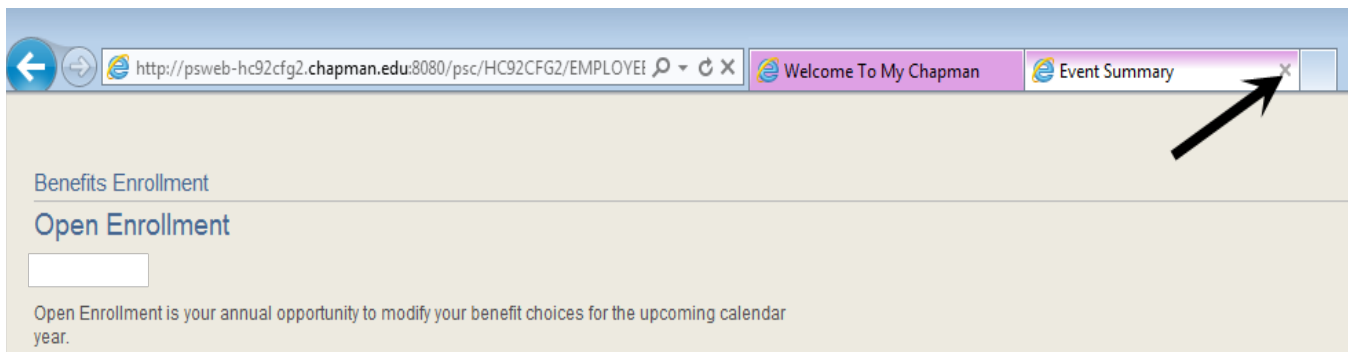 http://psweb-hc92cfg2.chapman.edu:8080/psc/HC92CFG2/EMPLOYEE
Welcome To My Chapman
Event Summary
Benefits Enrollment
Open Enrollment
Open Enrollment is your annual opportunity to modify your benefit choices for the upcoming calendar
year.